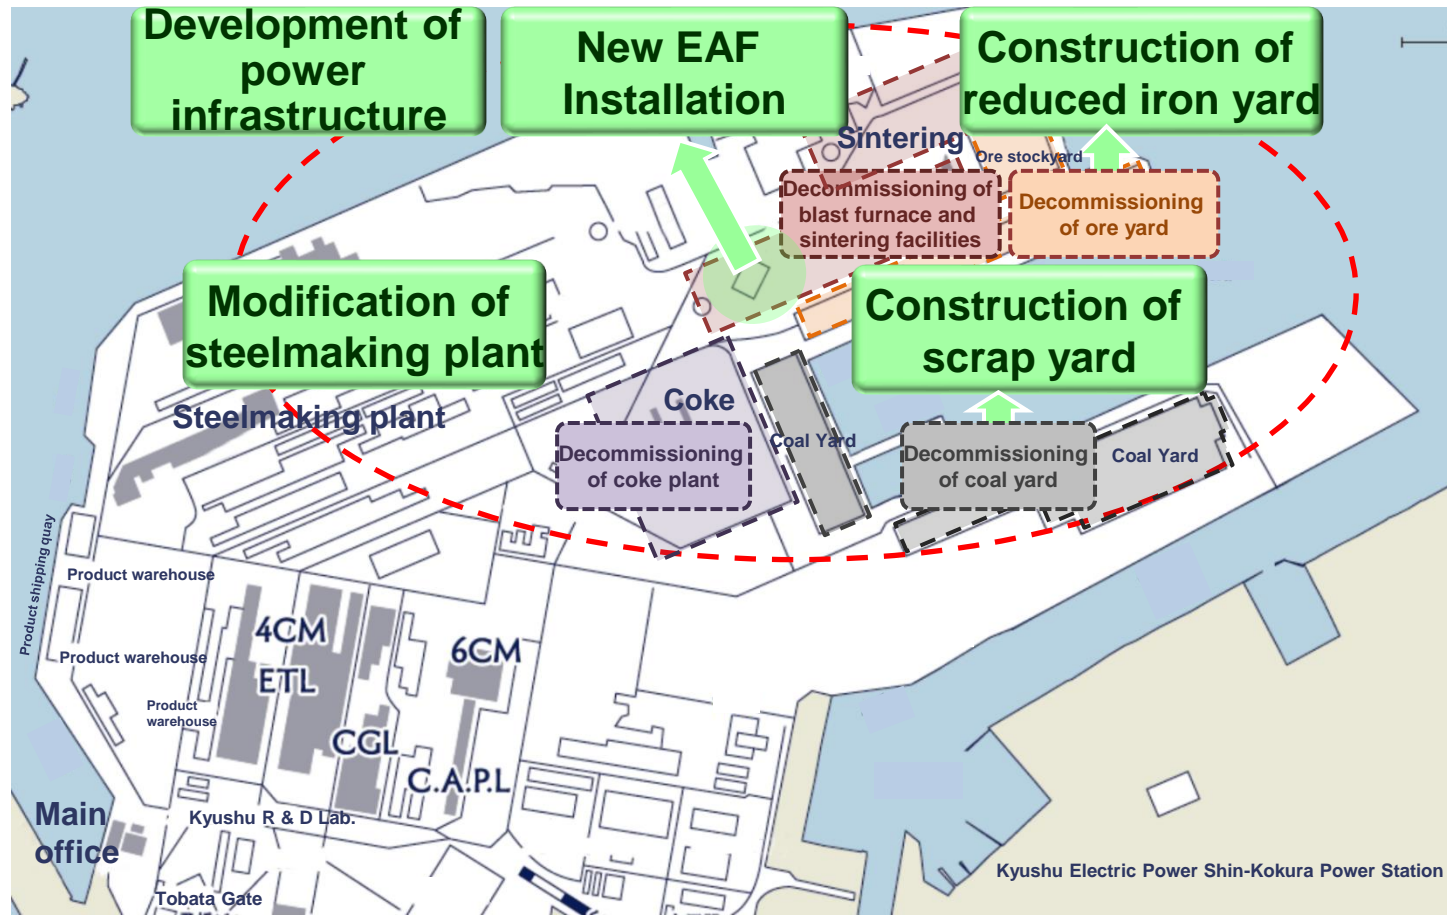 Development of
power
infrastructure
New EAF
Installation
Construction of
reduced iron yard
Sintering
Ore stockyard
Decommissioning of
blast furnace and
sintering facilities
Decommissioning
of ore yard
Modification of
steelmaking plant
Construction of
scrap yard
Steelmaking plant
Coke
Coal Yard
Decommissioning
of coke plant
Decommissioning
of coal yard
Coal Yard
Product shipping quay
Product warehouse
Product warehouse
Product
warehouse
4CM
ETL
6CM
CGL
C.A.P.L
Main
office
Kyushu R & D Lab.
Tobata Gate
Kyushu Electric Power Shin-Kokura Power Station